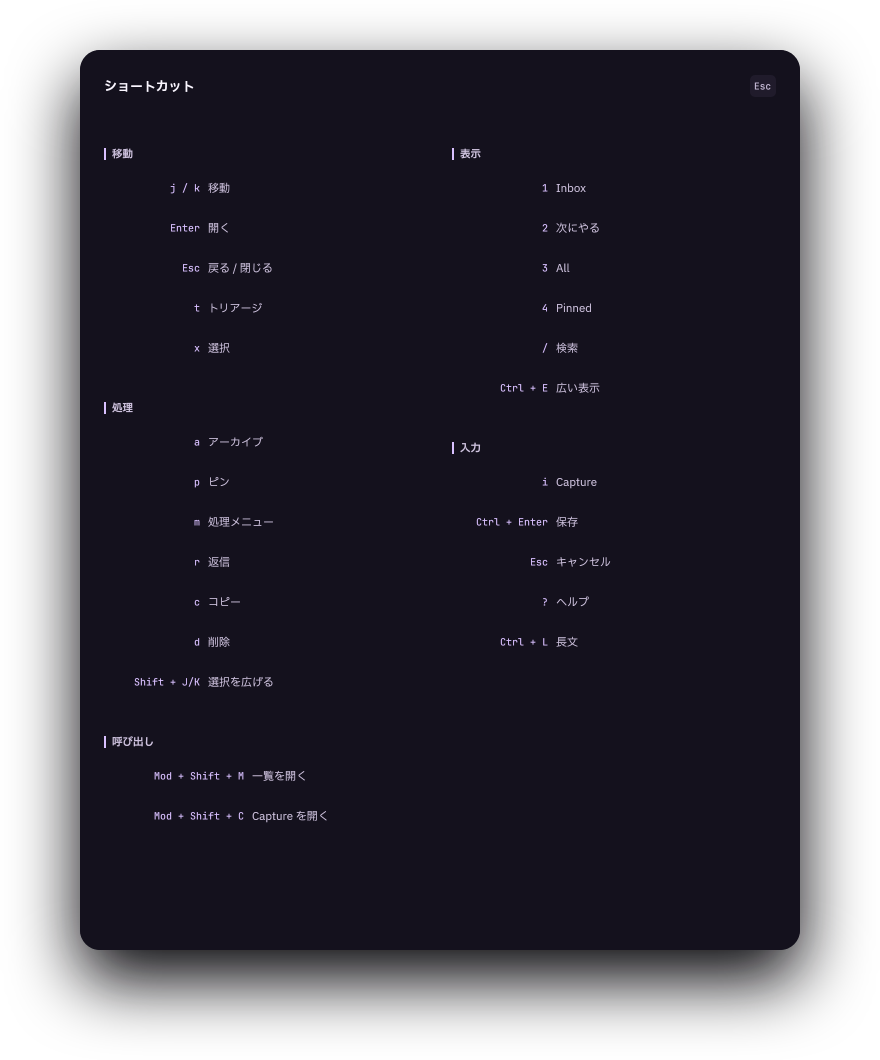 ショートカット
Esc
移動
j / k 移動
Enter 開く
Esc 戻る / 閉じる
t トリアージ
x 選択
処理
a アーカイブ
p ピン
m 処理メニュー
r 返信
c コピー
d 削除
Shift + J/K 選択を広げる
呼び出し
Mod + Shift + M 一覧を開く
Mod + Shift + C Capture を開く
表示
1 Inbox
2 次にやる
3 All
4 Pinned
/ 検索
Ctrl + E 広い表示
入力
i Capture
Ctrl + Enter 保存
Esc キャンセル
? ヘルプ
Ctrl + L 長文